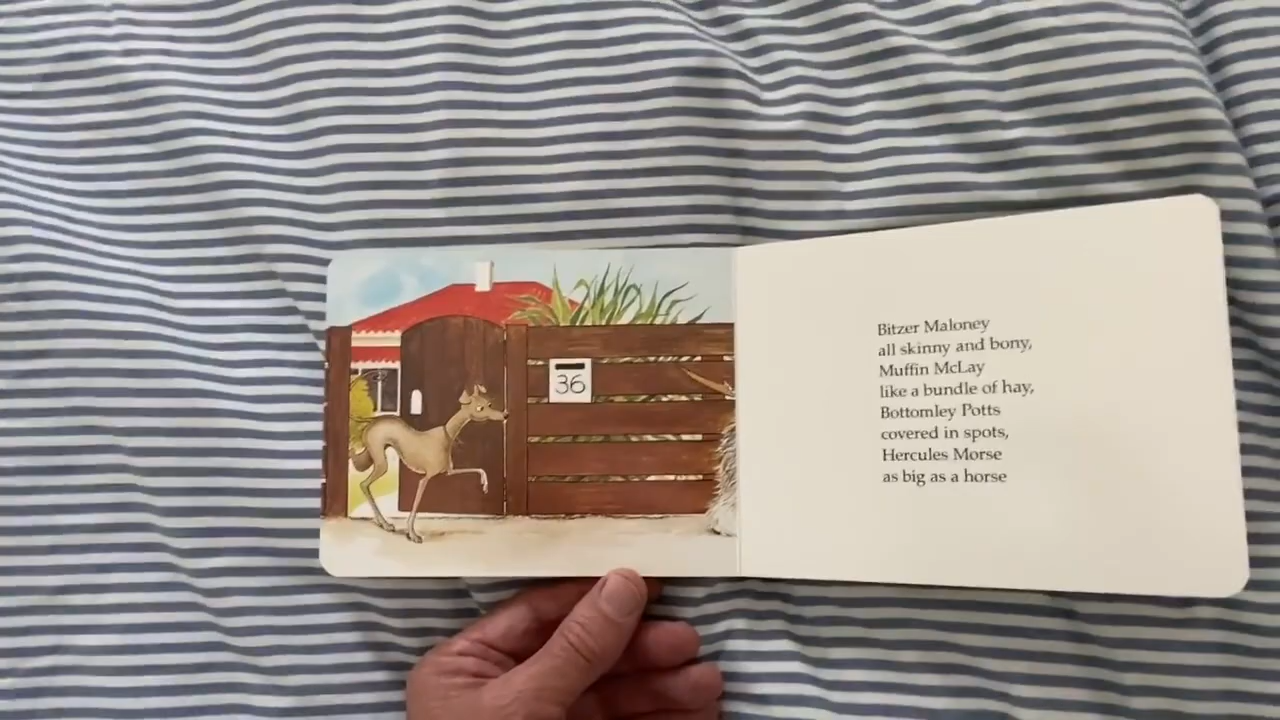 36
Bitzer Maloney
all skinny and bony,
Muffin McLay
like a bundle of hay,
Bottomley Potts
covered in spots,
Hercules Morse
as big as a horse